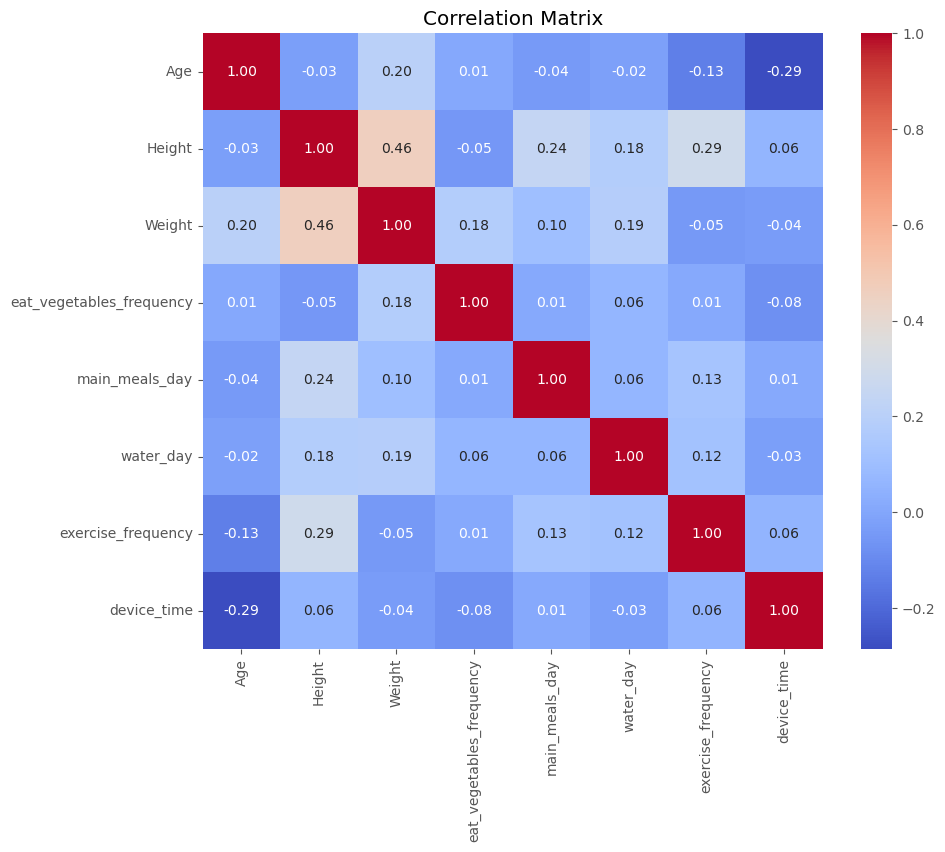 Correlation Matrix
Age 1.00 -0.03 0.20 0.01 -0.04 -0.02 -0.13 -0.29
Height -0.03 1.00 0.46 -0.05 0.24 0.18 0.29 0.06
Weight 0.20 0.46 1.00 0.18 0.10 0.19 -0.05 -0.04
eat_vegetables_frequency 0.01 -0.05 0.18 1.00 0.01 0.06 0.01 -0.08
main_meals_day -0.04 0.24 0.10 0.01 1.00 0.06 0.13 0.01
water_day -0.02 0.18 0.19 0.06 0.06 1.00 0.12 -0.03
exercise_frequency -0.13 0.29 -0.05 0.01 0.13 0.12 1.00 0.06
device_time -0.29 0.06 -0.04 -0.08 0.01 -0.03 0.06 1.00
Age
Height
Weight
eat_vegetables_frequency
main_meals_day
water_day
exercise_frequency
device_time
1.0
0.8
0.6
0.4
0.2
0.0
−0.2